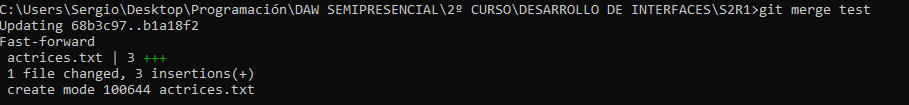 C:\Users\Sergio\Desktop\Programación\DAW SEMIPRESENCIAL\2º CURSO\DESARROLLO DE INTERFACES\S2R1>git merge test
Updating 68b3c97..b1a18f2
Fast-forward
 actrices.txt | 3 +++
 1 file changed, 3 insertions(+)
 create mode 100644 actrices.txt